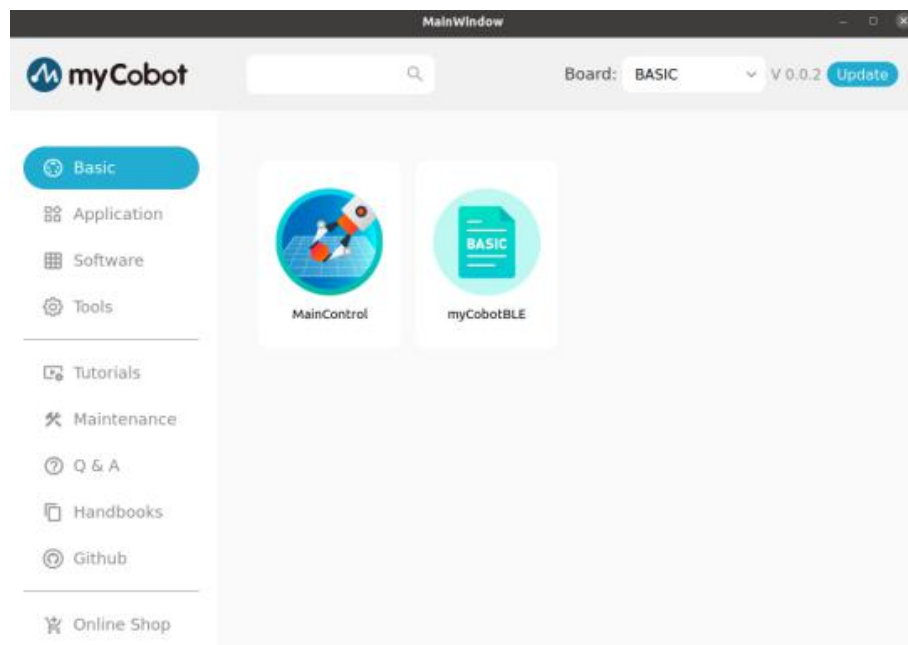 MainWindow
myCobot
Board: BASIC V 0.0.2 Update
Basic
Application
Software
Tools
Tutorials
Maintenance
Q & A
Handbooks
Github
Online Shop
BASIC
MainControl myCobotBLE